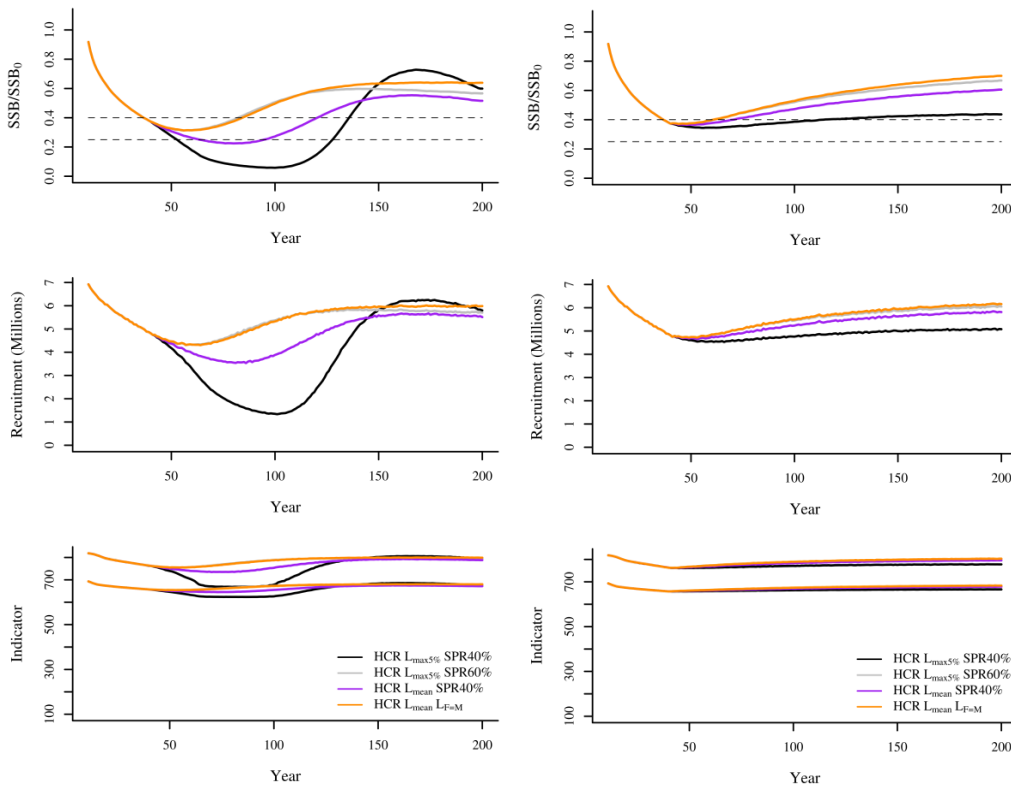 SSB/SSB₀
0.0 0.2 0.4 0.6 0.8 1.0
50 100 150 200
Year
SSB/SSB₀
0.0 0.2 0.4 0.6 0.8 1.0
50 100 150 200
Year
Recruitment (Millions)
0 1 2 3 4 5 6 7
50 100 150 200
Year
Recruitment (Millions)
0 1 2 3 4 5 6 7
50 100 150 200
Year
Indicator
100 300 500 700
HCR Lmax5% SPR40%
HCR Lmax5% SPR60%
HCR Lmean SPR40%
HCR Lmean LF=M
50 100 150 200
Year
Indicator
100 300 500 700
HCR Lmax5% SPR40%
HCR Lmax5% SPR60%
HCR Lmean SPR40%
HCR Lmean LF=M
50 100 150 200
Year